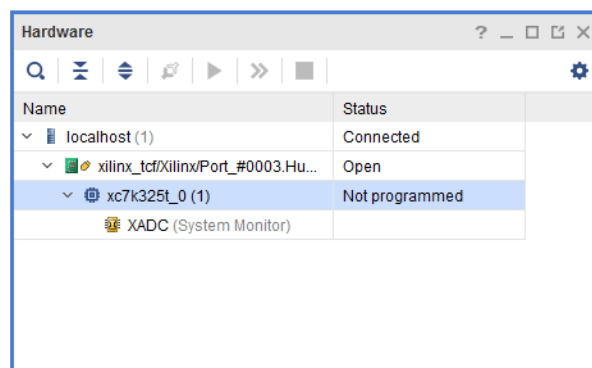 Hardware
Name Status
localhost (1) Connected
xilinx_tcf/Xilinx/Port_#0003.Hu... Open
xc7k325t_0 (1) Not programmed
XADC (System Monitor)